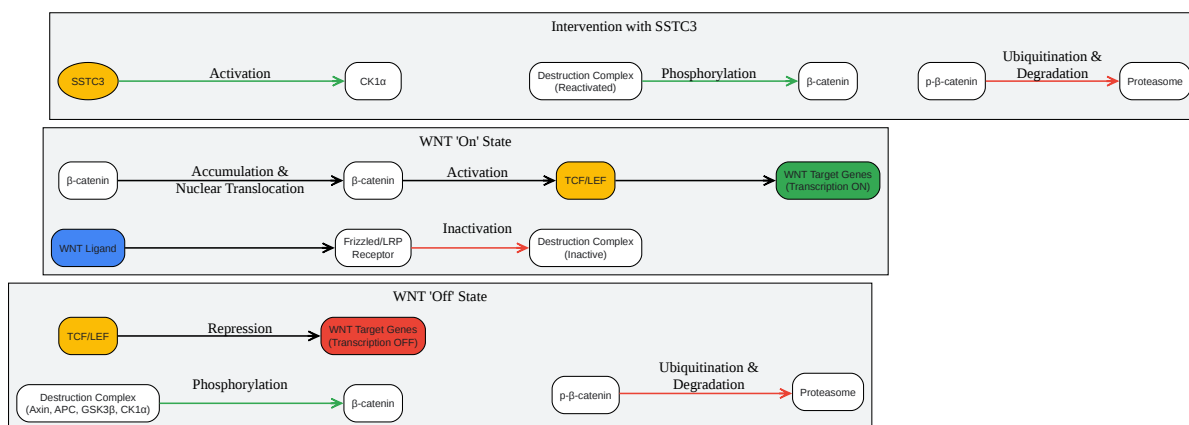 Intervention with SSTC3
SSTC3
Activation
CK1α
Destruction Complex
(Reactivated)
Phosphorylation
β-catenin
p-β-catenin
Ubiquitination &
Degradation
Proteasome
WNT 'On' State
β-catenin
Accumulation &
Nuclear Translocation
β-catenin
Activation
TCF/LEF
WNT Target Genes
(Transcription ON)
WNT Ligand
Frizzled/LRP
Receptor
Inactivation
Destruction Complex
(Inactive)
WNT 'Off' State
TCF/LEF
Repression
WNT Target Genes
(Transcription OFF)
Destruction Complex
(Axin, APC, GSK3β, CK1α)
Phosphorylation
β-catenin
p-β-catenin
Ubiquitination &
Degradation
Proteasome